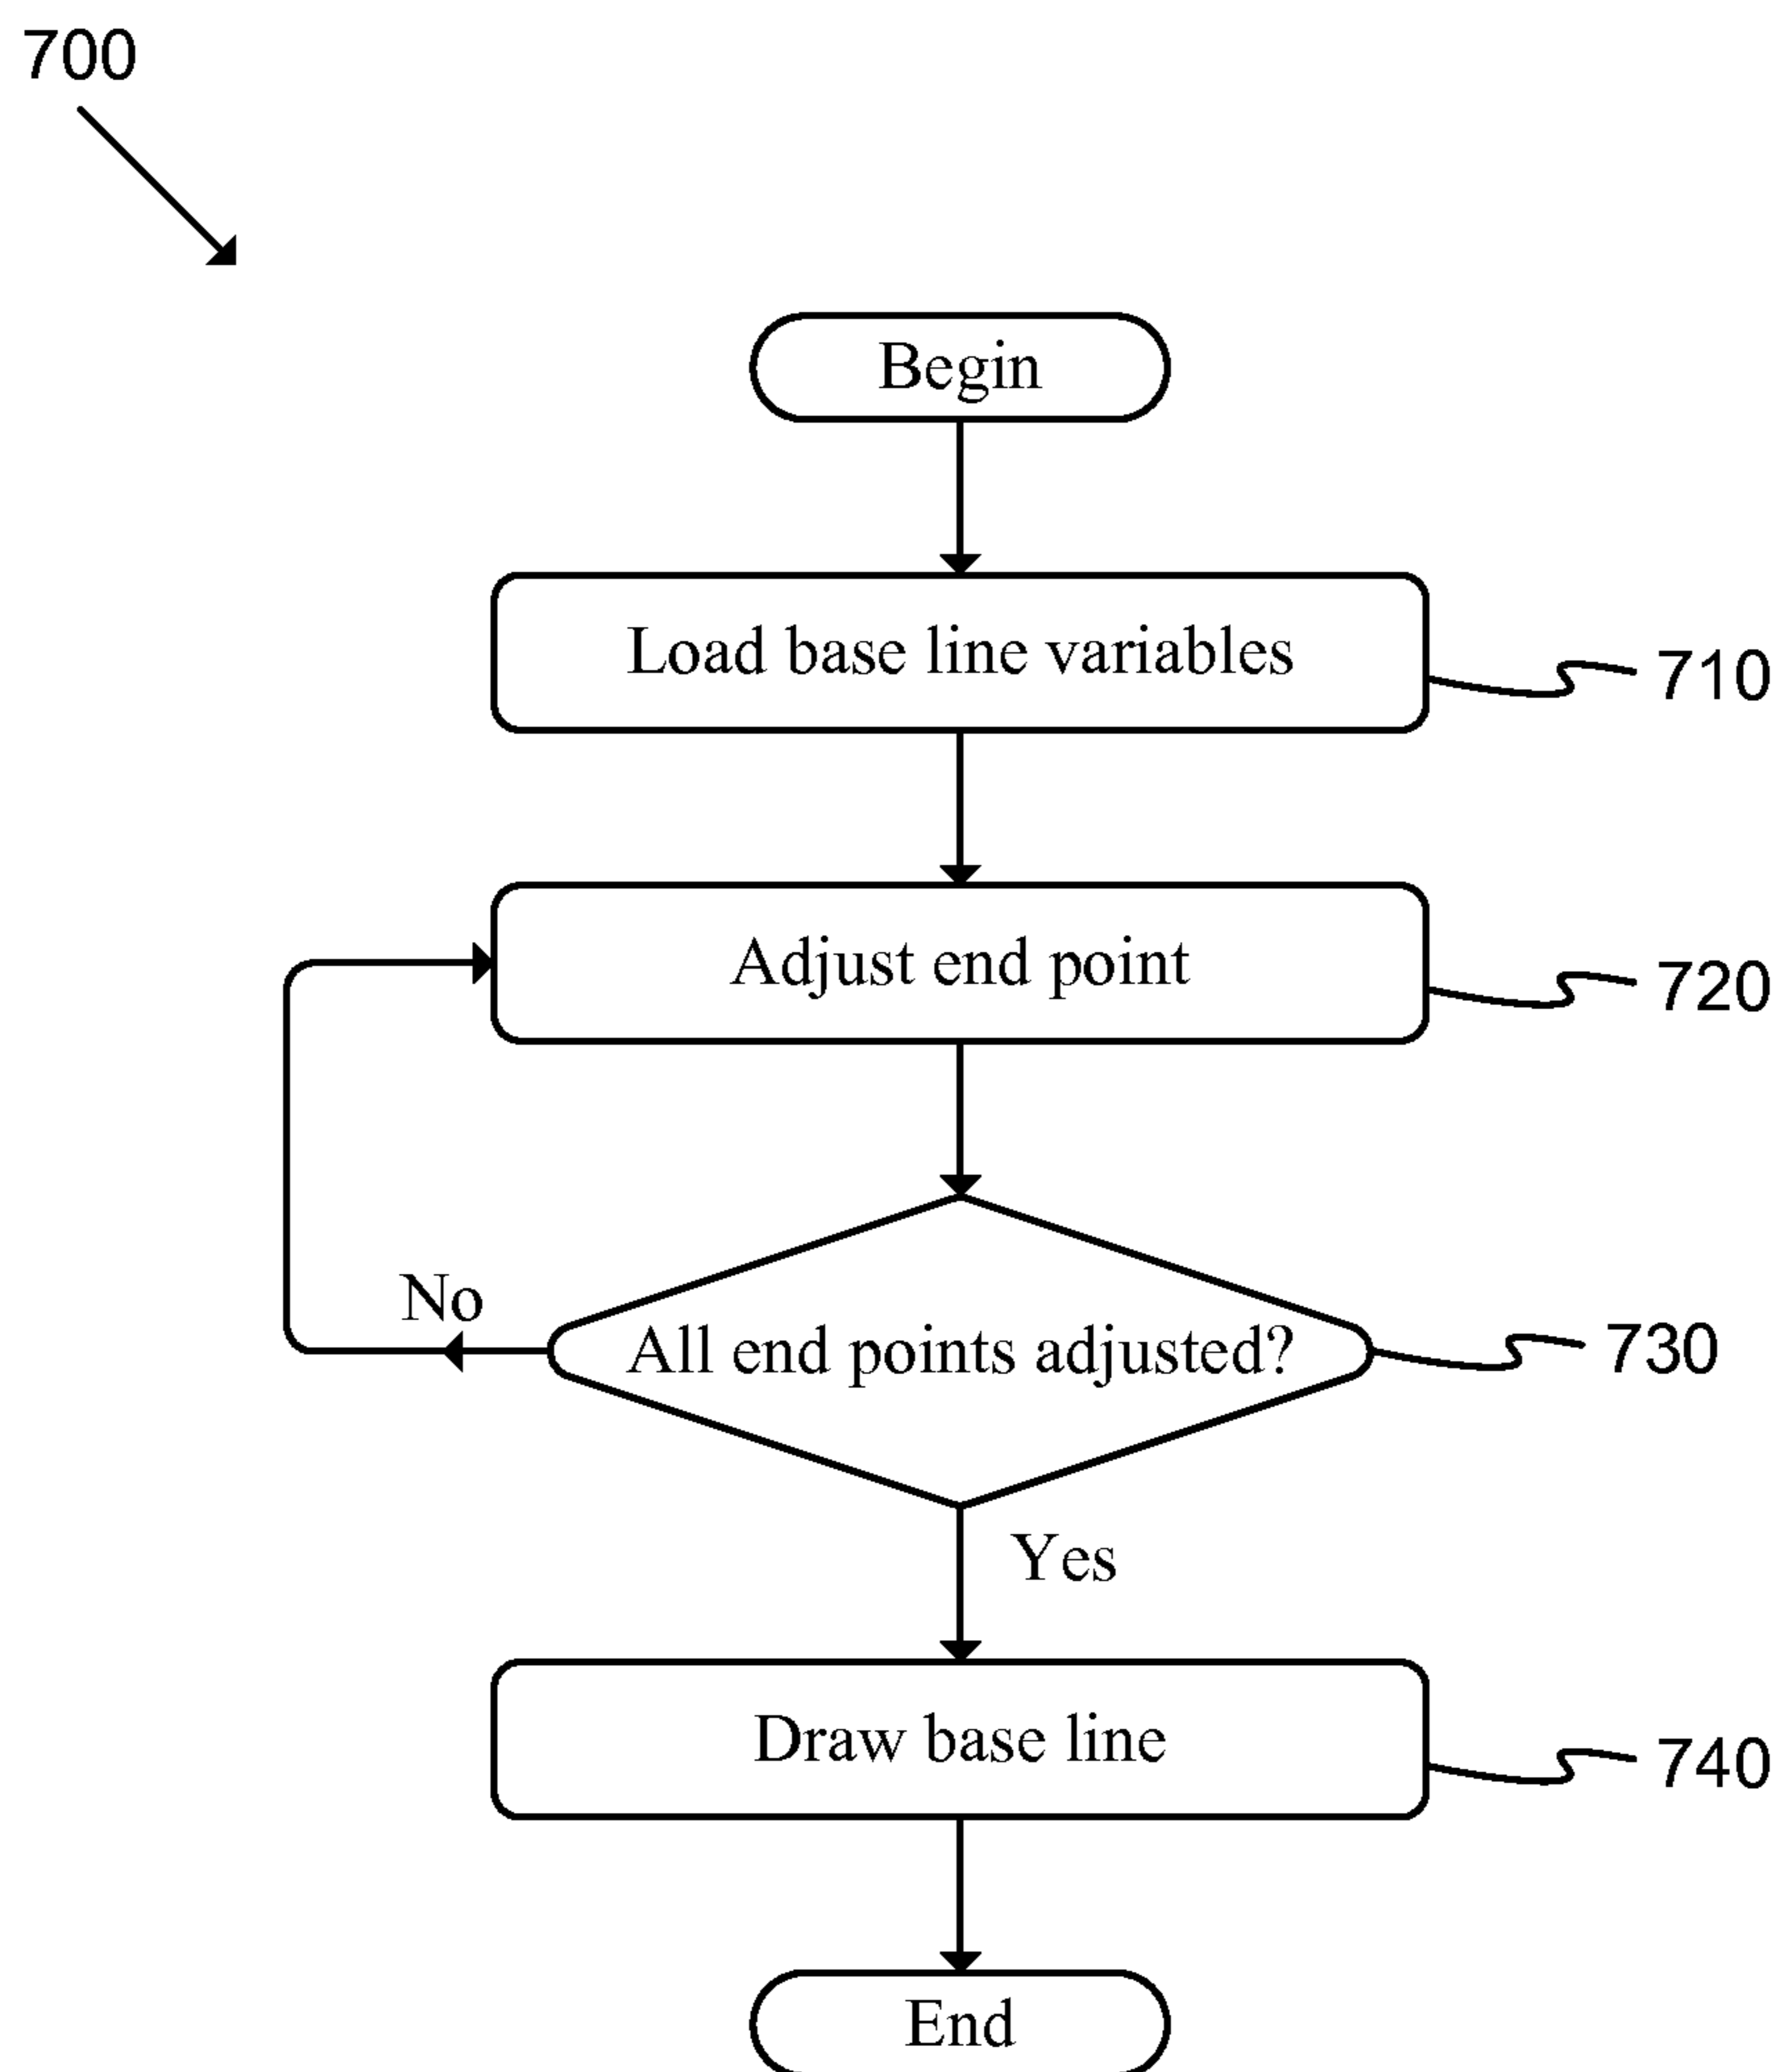 700
Begin
Load base line variables
710
Adjust end point
720
No
All end points adjusted?
730
Yes
Draw base line
740
End